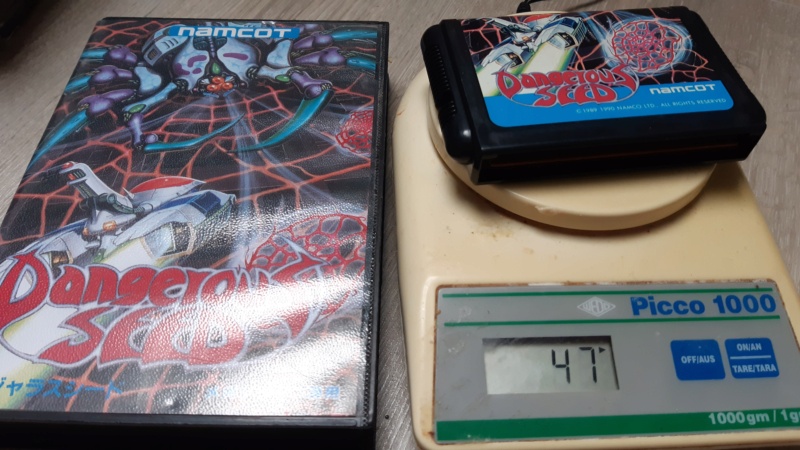 namcot
Dangerous
SEED
ジャラスシード
Dangerous
SEED
namcot
© 1989 1990 NAMCO LTD., ALL RIGHTS RESERVED
Picco 1000
47
OFF/AUS
ON/AN
TARE/TARA
1000gm / 1g